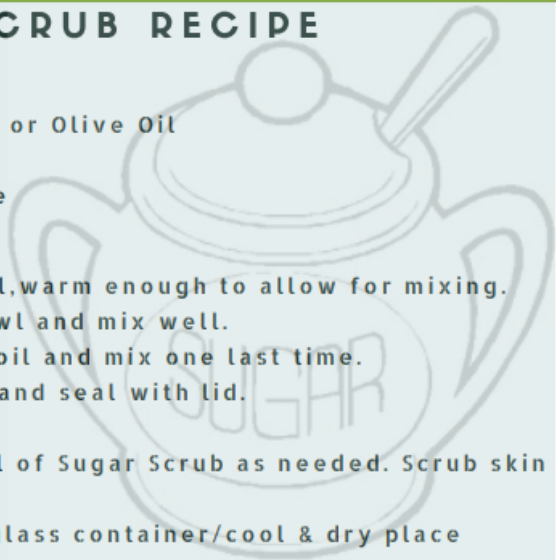 CRUB RECIPE
or Olive Oil
e
l,warm enough to allow for mixing.
wl and mix well.
oil and mix one last time.
and seal with lid.
SUGAR
l of Sugar Scrub as needed. Scrub skin
lass container/cool & dry place